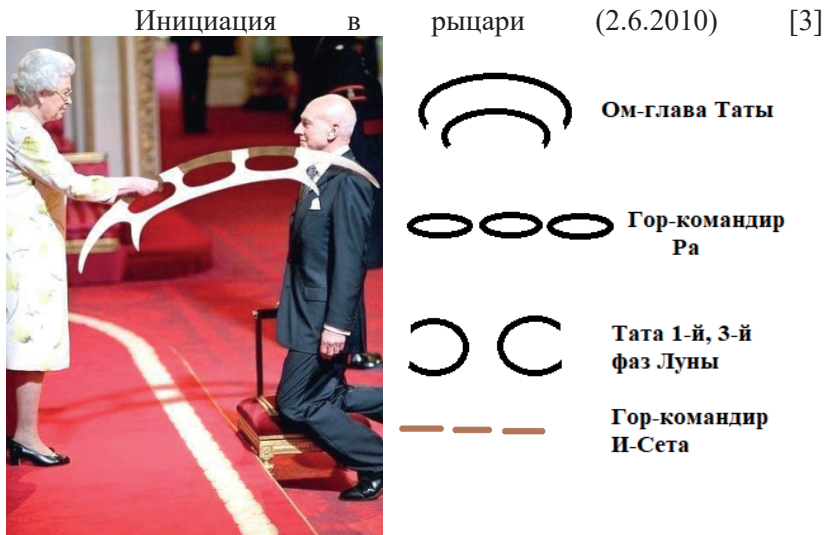 Инициация в рыцари (2.6.2010) [3]
Ом-глава Таты
Гор-командир
Ра
Тата 1-й, 3-й
фаз Луны
Гор-командир
И-Сета